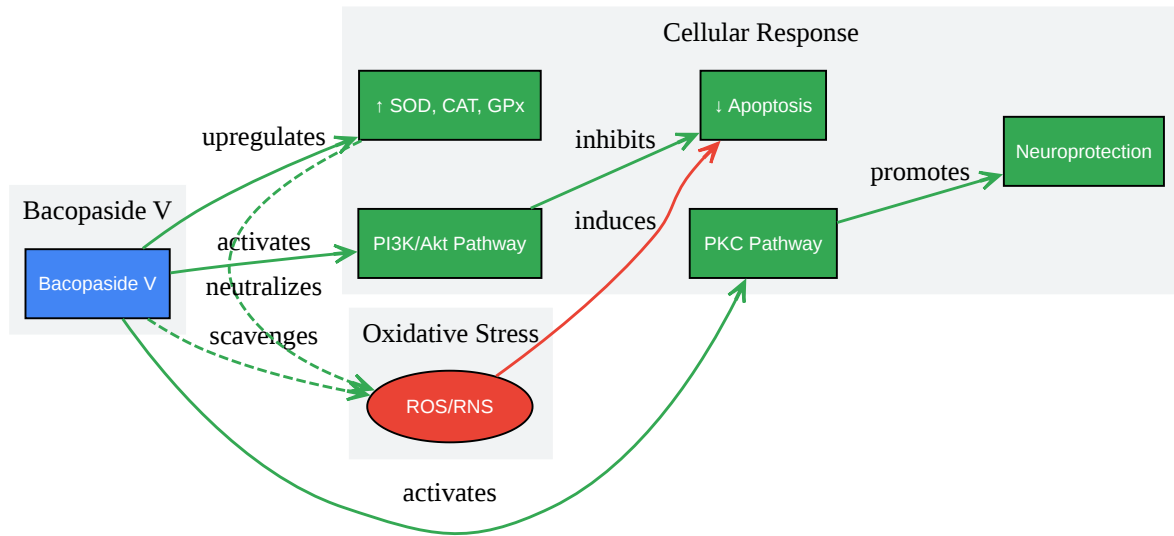 Cellular Response
↑ SOD, CAT, GPx
↓ Apoptosis
upregulates
inhibits
Neuroprotection
promotes
Bacopaside V
induces
activates
PI3K/Akt Pathway
PKC Pathway
Bacopaside V
neutralizes
scavenges
Oxidative Stress
ROS/RNS
activates